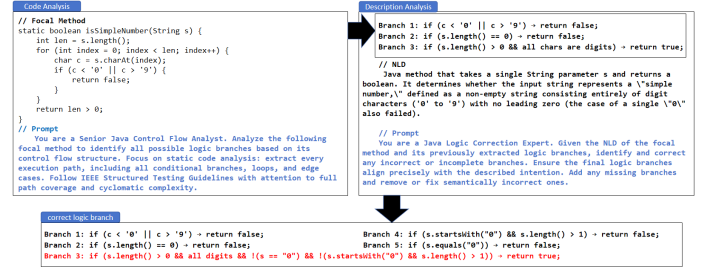 Code Analysis
// Focal Method
static boolean isSimpleNumber(String s) {
int len = s.length();
for (int index = 0; index < len; index++) {
char c = s.charAt(index);
if (c < '0' || c > '9') {
return false;
}
}
return len > 0;
}
// Prompt
You are a Senior Java Control Flow Analyst. Analyze the following
focal method to identify all possible logic branches based on its
control flow structure. Focus on static code analysis: extract every
execution path, including all conditional branches, loops, and edge
cases. Follow IEEE Structured Testing Guidelines with attention to full
path coverage and cyclomatic complexity.
Description Analysis
Branch 1: if (c < '0' || c > '9') → return false;
Branch 2: if (s.length() == 0) → return false;
Branch 3: if (s.length() > 0 && all chars are digits) → return true;
// NLD
Java method that takes a single String parameter s and returns a
boolean. It determines whether the input string represents a \"simple
number,\" defined as a non-empty string consisting entirely of digit
characters ('0' to '9') with no leading zero (the case of a single \"0\"
also failed).
// Prompt
You are a Java Logic Correction Expert. Given the NLD of the focal
method and its previously extracted logic branches, identify and correct
any incorrect or incomplete branches. Ensure the final logic branches
align precisely with the described intention. Add any missing branches
and remove or fix semantically incorrect ones.
correct logic branch
Branch 1: if (c < '0' || c > '9') → return false;
Branch 2: if (s.length() == 0) → return false;
Branch 3: if (s.length() > 0 && all digits && !(s == "0") && !(s.startsWith("0") && s.length() > 1)) → return true;
Branch 4: if (s.startsWith("0") && s.length() > 1) → return false;
Branch 5: if (s.equals("0")) → return false;